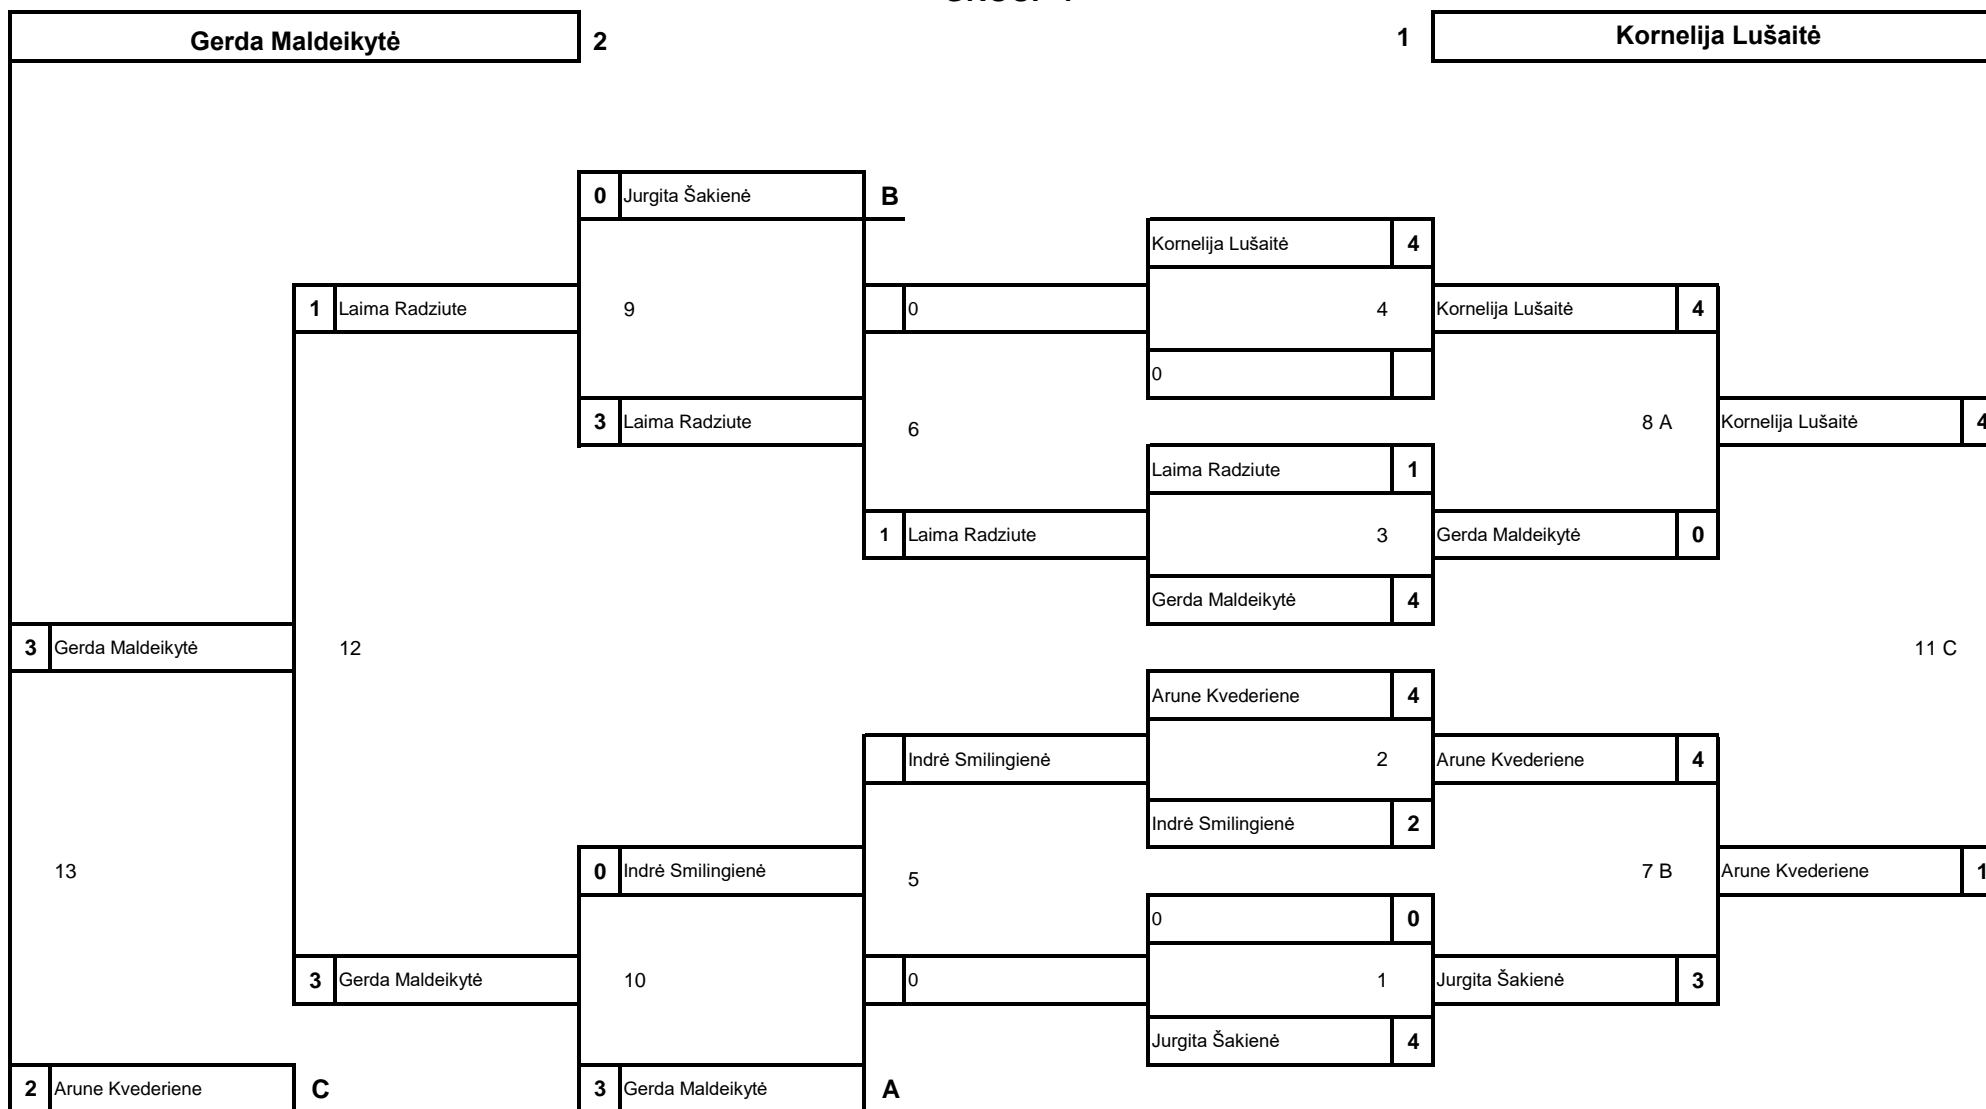 Gerda Maldeikytė 2 1 Kornelija Lušaitė
0 Jurgita Šakienė B
Kornelija Lušaitė 4
1 Laima Radziute 9 0 4 Kornelija Lušaitė 4
0
3 Laima Radziute 6 8 A Kornelija Lušaitė 4
Laima Radziute 1
1 Laima Radziute 3 Gerda Maldeikytė 0
Gerda Maldeikytė 4
3 Gerda Maldeikytė 12 11 C
Arune Kvederiene 4
Indrė Smilingienė 2 Arune Kvederiene 4
Indrė Smilingienė 2
13 0 Indrė Smilingienė 5 7 B Arune Kvederiene 1
0 0
3 Gerda Maldeikytė 10 0 1 Jurgita Šakienė 3
Jurgita Šakienė 4
2 Arune Kvederiene C 3 Gerda Maldeikytė A